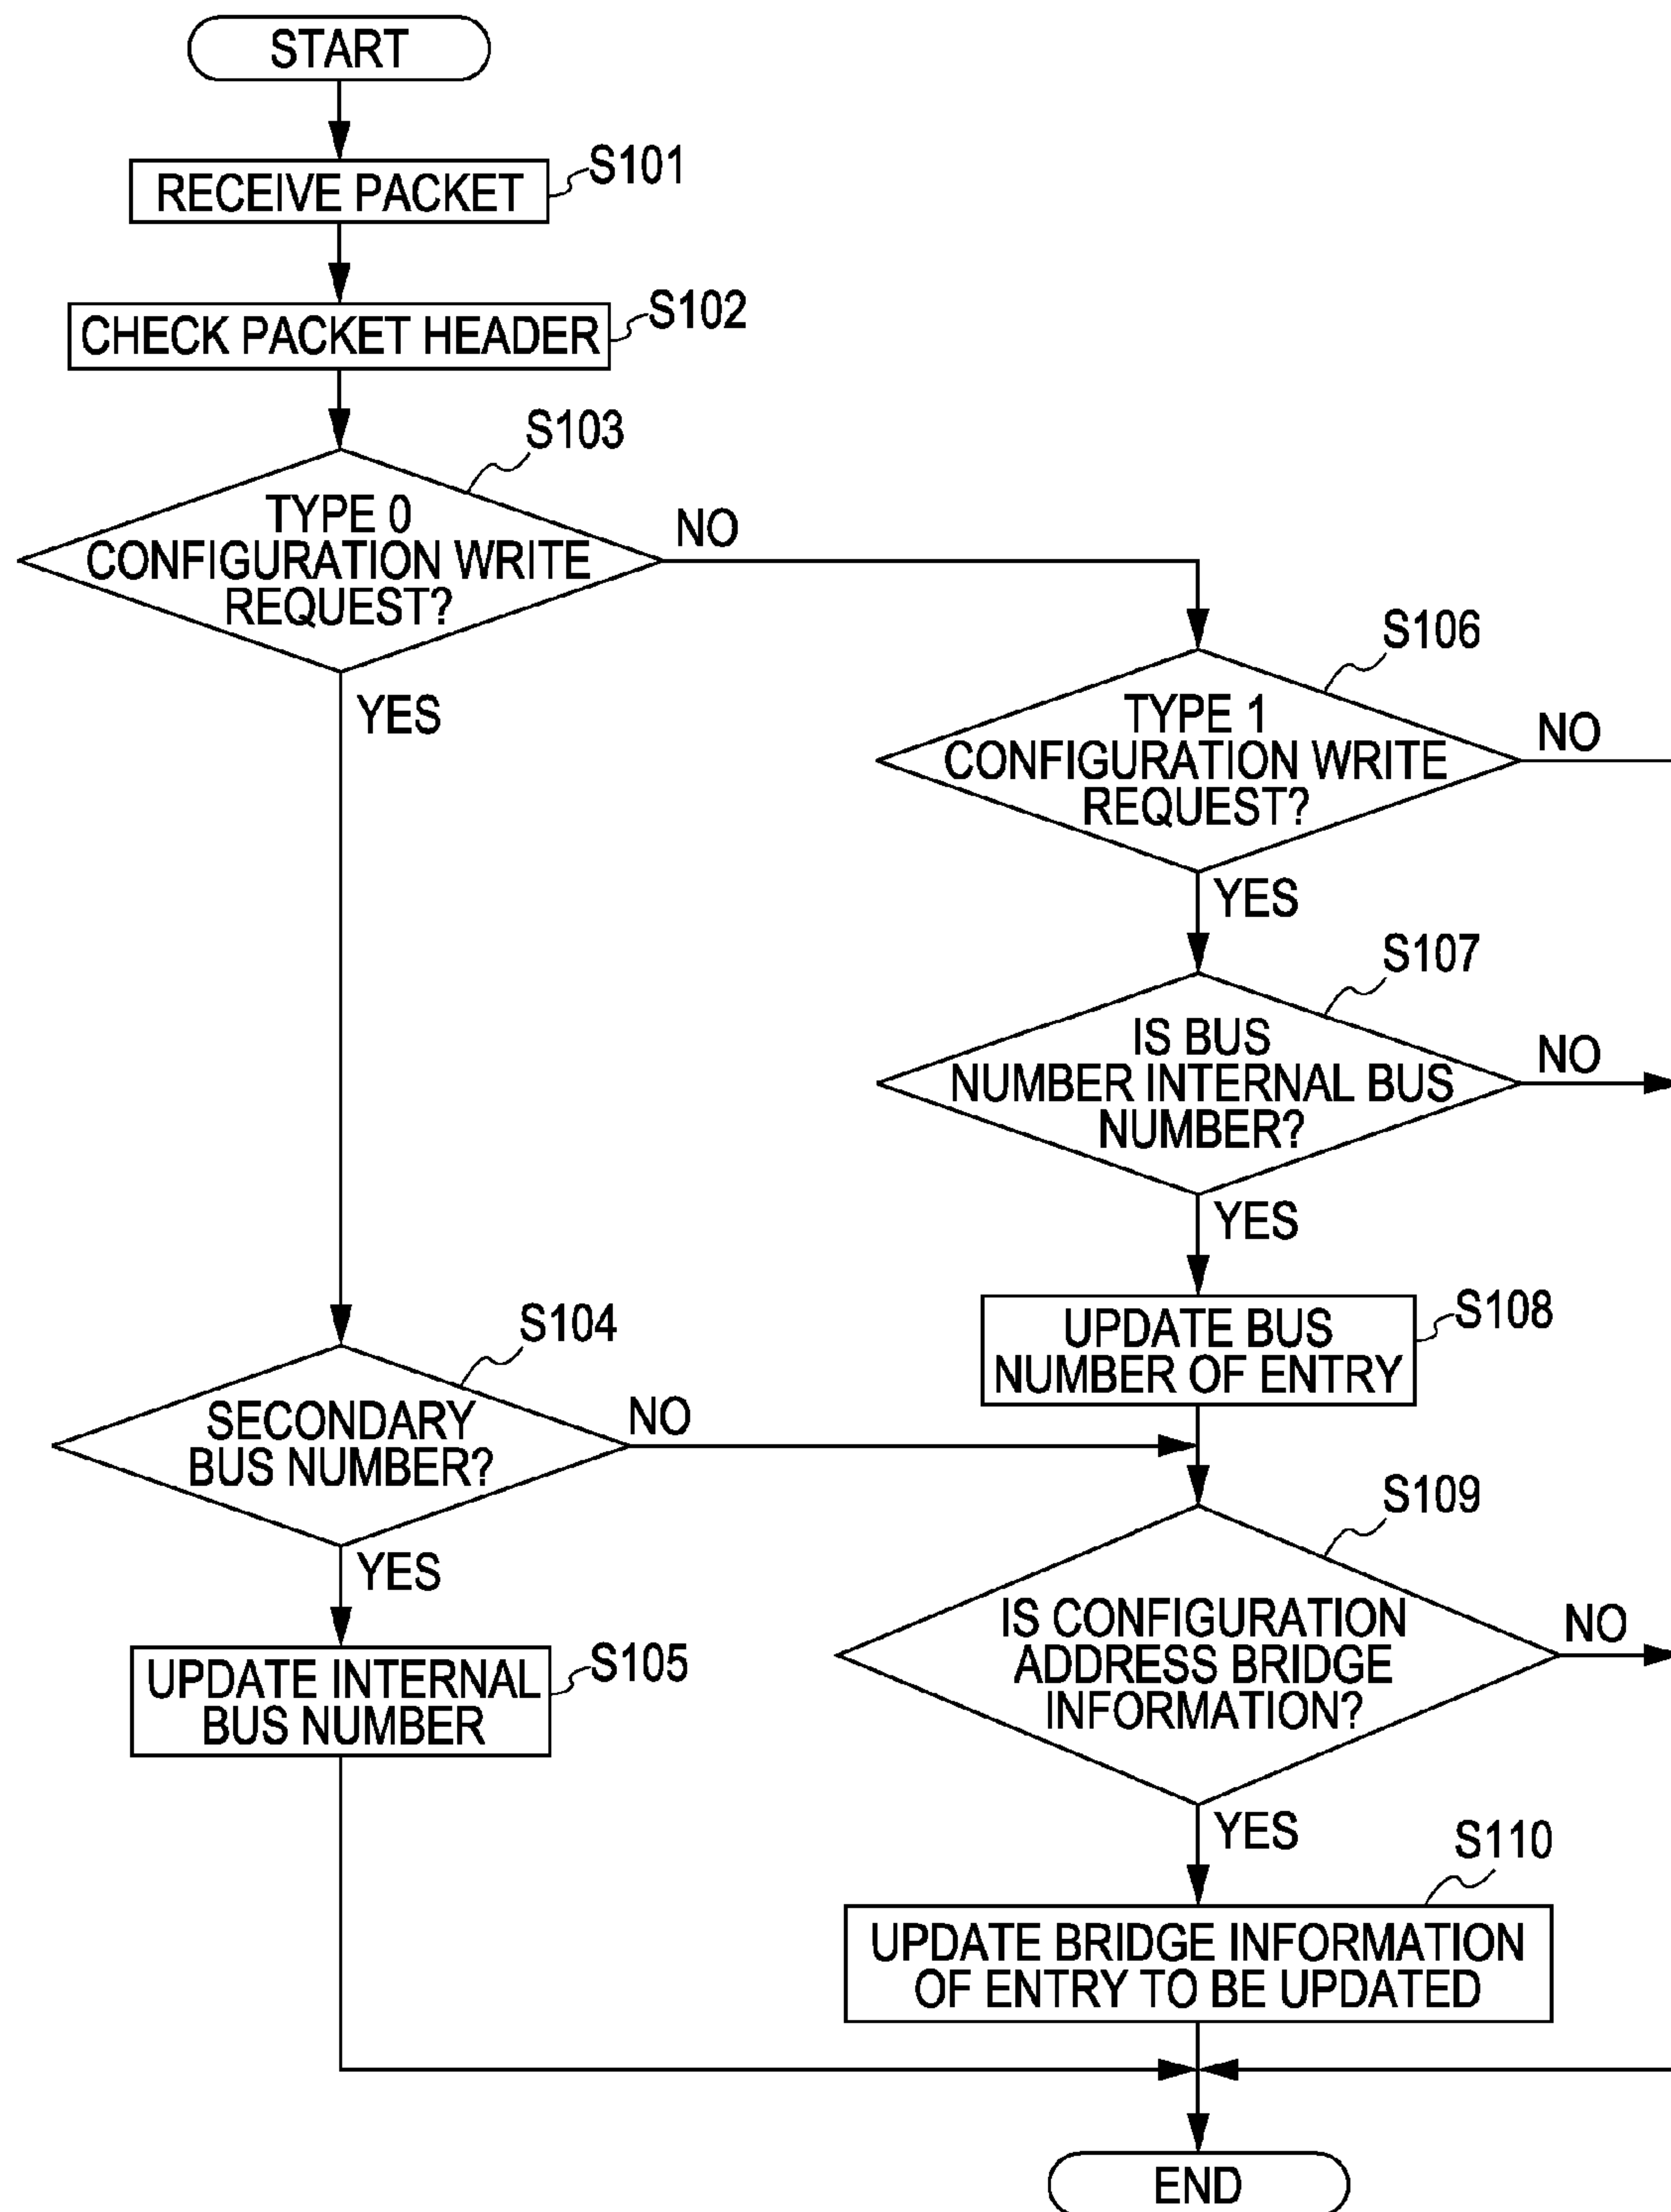 START
RECEIVE PACKET
S101
CHECK PACKET HEADER
S102
S103
TYPE 0
CONFIGURATION WRITE
REQUEST?
NO
YES
S106
TYPE 1
CONFIGURATION WRITE
REQUEST?
NO
YES
S107
IS BUS
NUMBER INTERNAL BUS
NUMBER?
NO
YES
UPDATE BUS
NUMBER OF ENTRY
S108
S104
SECONDARY
BUS NUMBER?
NO
YES
UPDATE INTERNAL
BUS NUMBER
S105
S109
IS CONFIGURATION
ADDRESS BRIDGE
INFORMATION?
NO
YES
S110
UPDATE BRIDGE INFORMATION
OF ENTRY TO BE UPDATED
END